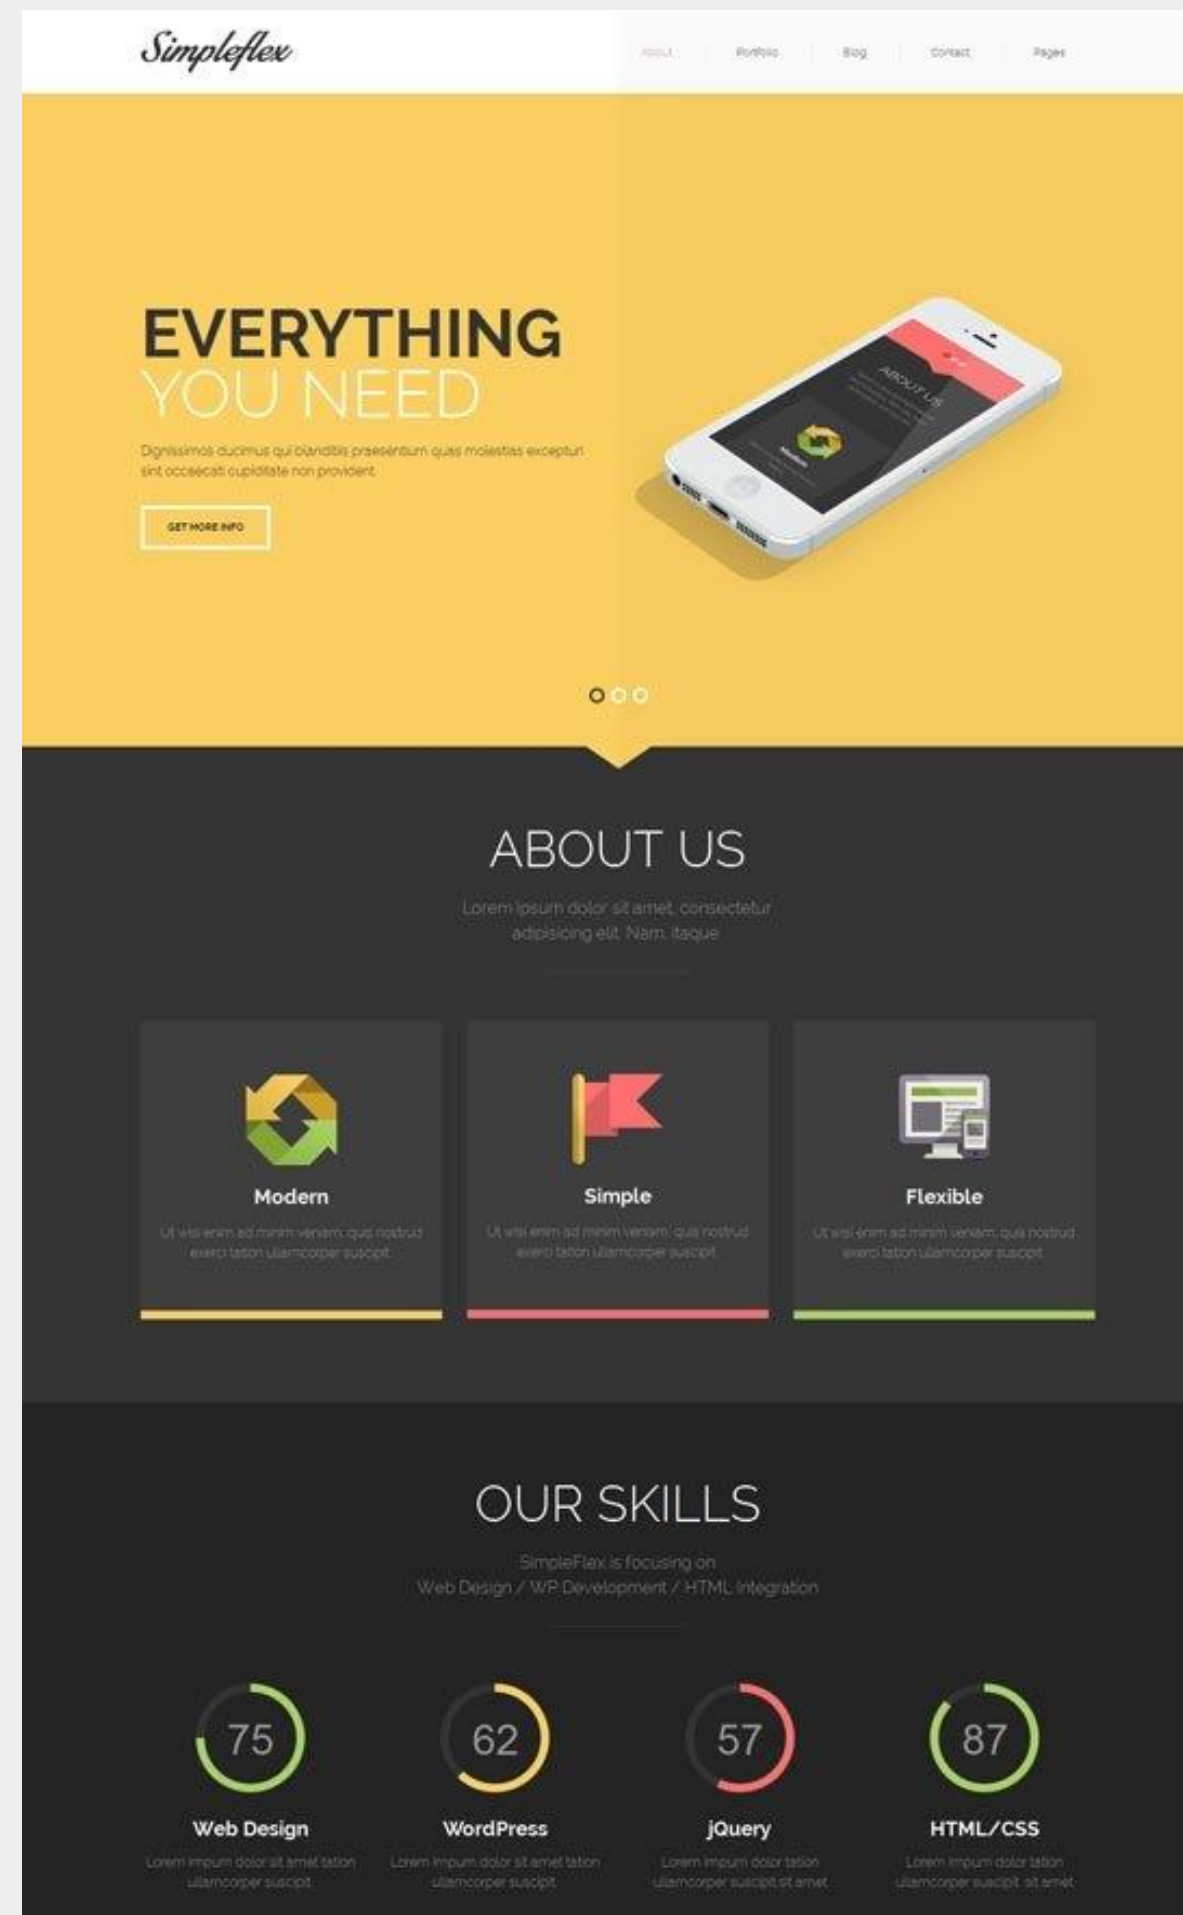 Simpleflex
About
Portfolio
Blog
Contact
Pages
EVERYTHING
YOU NEED
Dignissimos ducimus qui blanditiis praesentium quas molestias excepturi
sint occaecati cupiditate non provident.
GET MORE INFO
ABOUT US
Modern
ABOUT US
Lorem ipsum dolor sit amet, consectetur
adipisicing elit. Nam, itaque
Modern
Ut wisi enim ad minim veniam, quis nostrud
exerci tation ullamcorper suscipit.
Simple
Ut wisi enim ad minim veniam, quis nostrud
exerci tation ullamcorper suscipit.
Flexible
Ut wisi enim ad minim veniam, quis nostrud
exerci tation ullamcorper suscipit.
OUR SKILLS
SimpleFlex is focusing on
Web Design / WP Development / HTML Integration
75
Web Design
Lorem impum dolor sit amet tation
ullamcorper suscipit.
62
WordPress
Lorem impum dolor sit amet tation
ullamcorper suscipit.
57
jQuery
Lorem impum dolor tation
ullamcorper suscipit sit amet.
87
HTML/CSS
Lorem impum dolor tation
ullamcorper suscipit. sit amet.